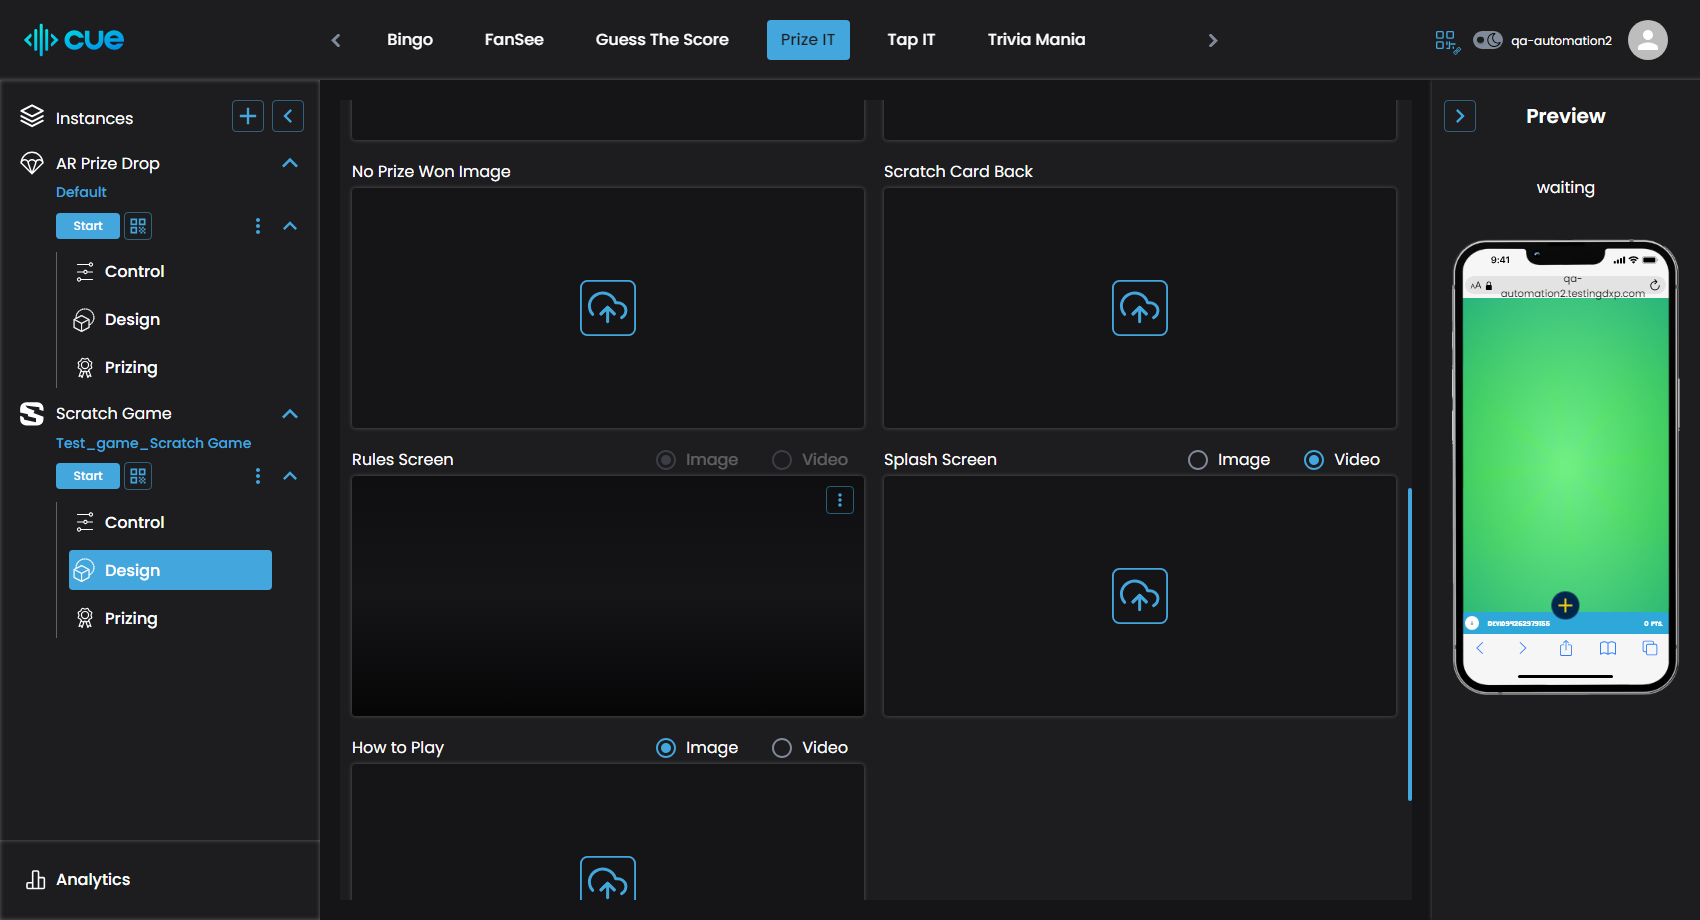 cue
Bingo
FanSee
Guess The Score
Prize IT
Tap IT
Trivia Mania
qa-automation2
Instances
AR Prize Drop
Default
Start
Control
Design
Prizing
Scratch Game
Test_game_Scratch Game
Start
Control
Design
Prizing
Analytics
No Prize Won Image
Scratch Card Back
Rules Screen
Image
Video
Splash Screen
Image
Video
How to Play
Image
Video
Preview
waiting
9:41
AA
qa-
automation2.testingdxp.com
0 PTS.